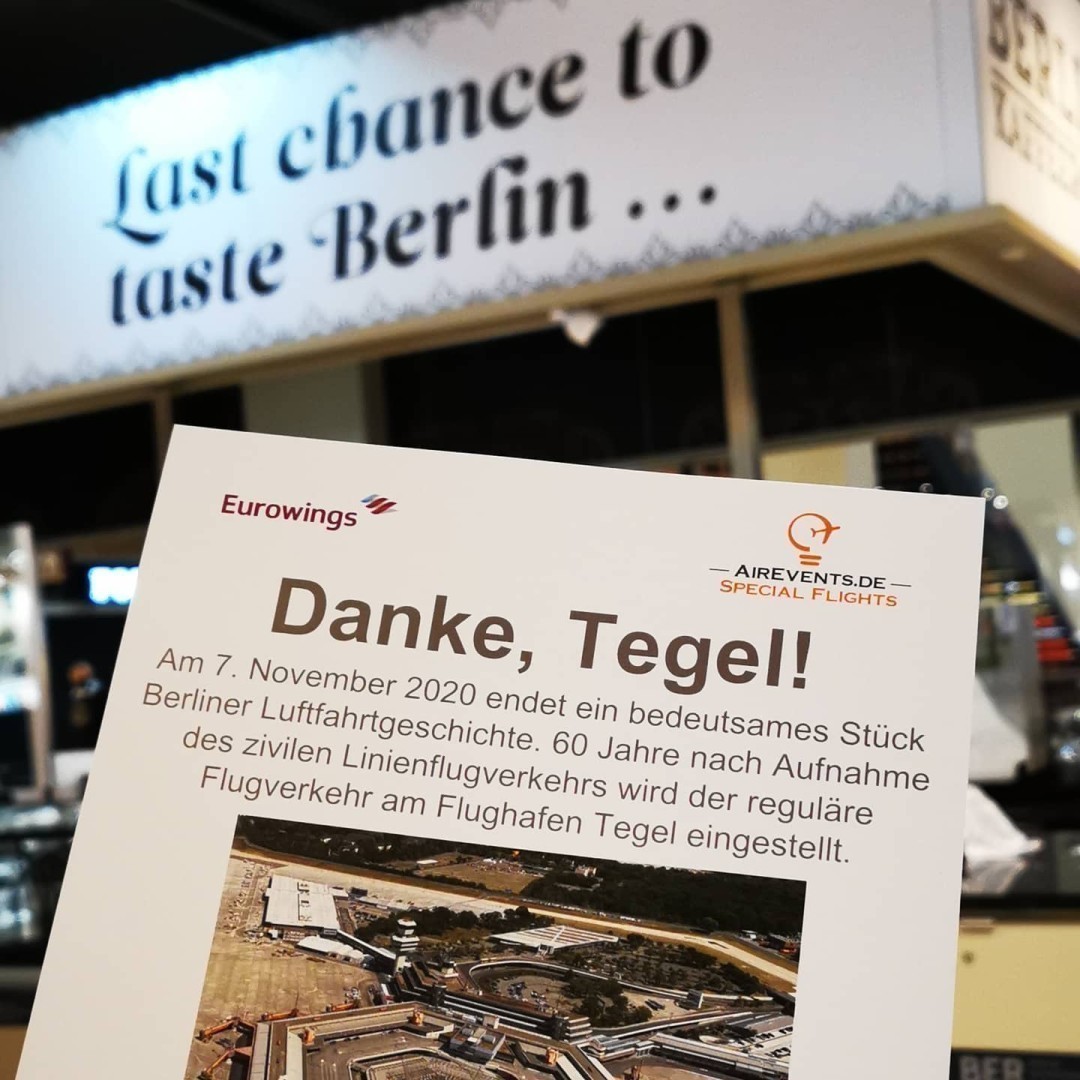 Last chance to
taste Berlin ...
Eurowings
AIREVENTS.DE
SPECIAL FLIGHTS
Danke, Tegel!
Am 7. November 2020 endet ein bedeutsames Stück
Berliner Luftfahrtgeschichte. 60 Jahre nach Aufnahme
des zivilen Linienflugverkehrs wird der reguläre
Flugverkehr am Flughafen Tegel eingestellt.
BER